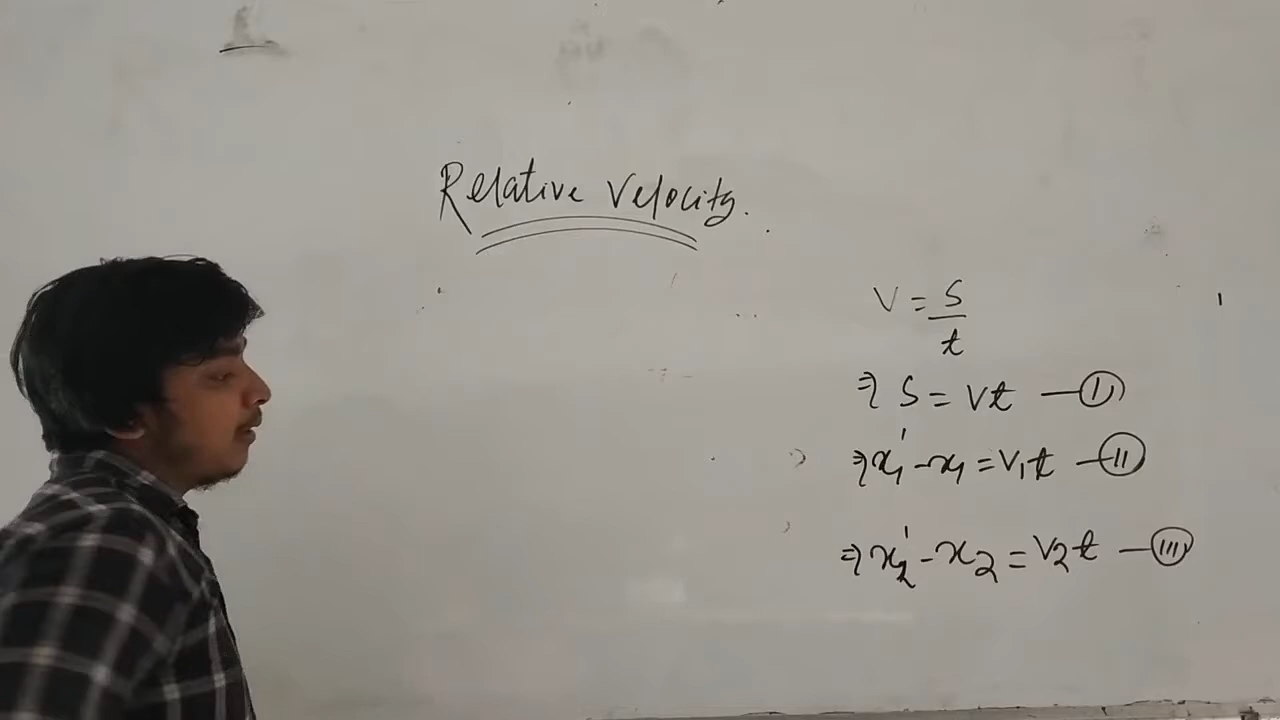 Relative Velocity.
V = S/t
⇒ S = Vt —(I)
⇒ x₁' - x₁ = V₁t —(II)
⇒ x₂' - x₂ = V₂t —(III)